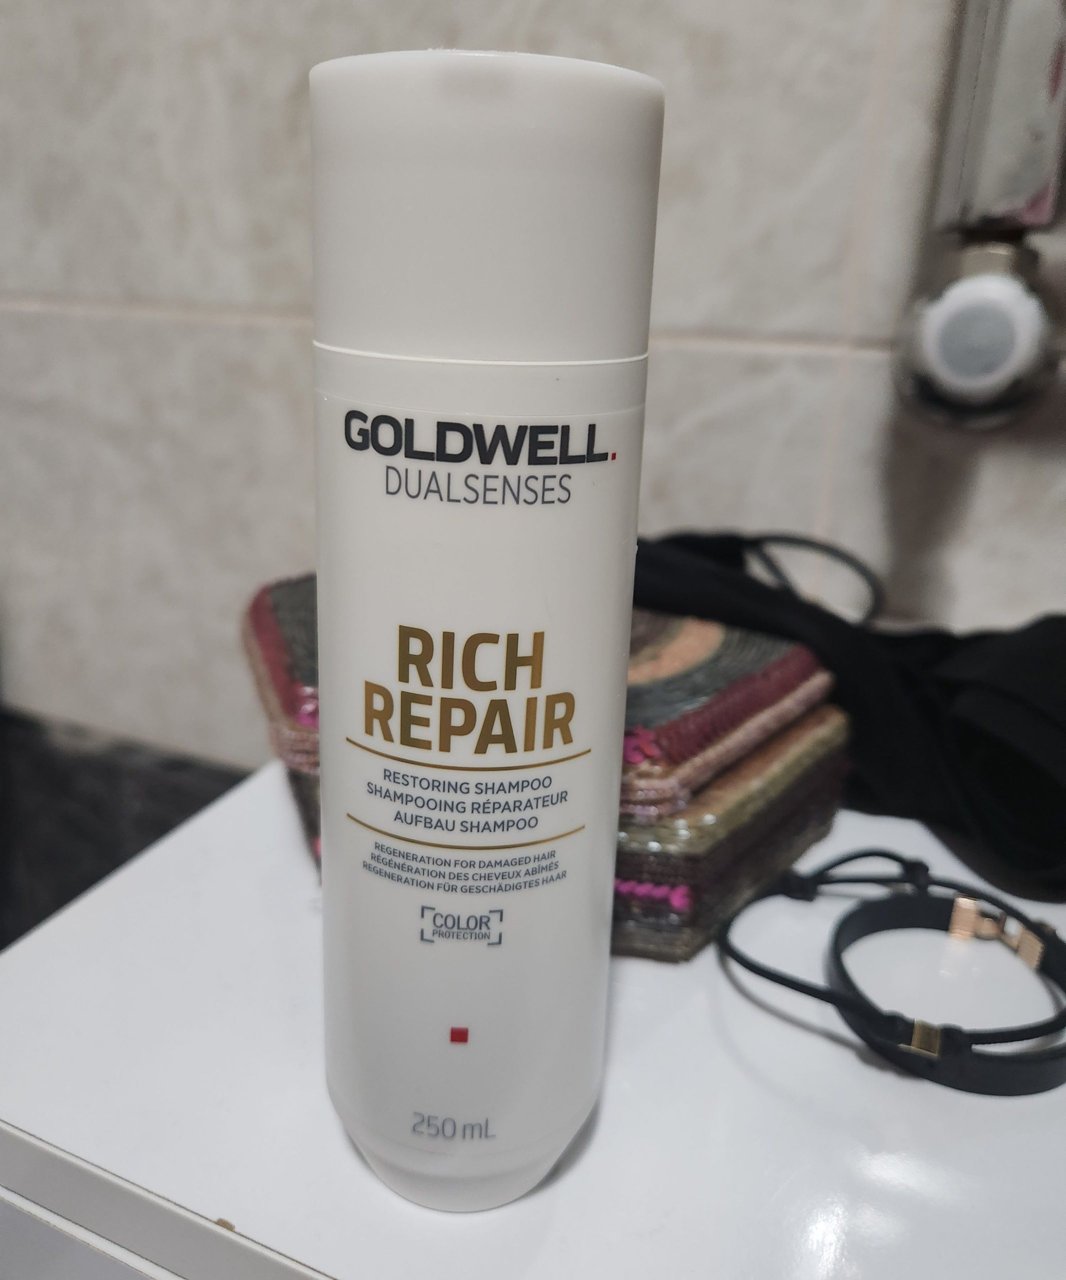 GOLDWELL.
DUALSENSES
RICH
REPAIR
RESTORING SHAMPOO
SHAMPOOING RÉPARATEUR
AUFBAU SHAMPOO
REGENERATION FOR DAMAGED HAIR
RÉGÉNÉRATION DES CHEVEUX ABÎMÉS
REGENERATION FÜR GESCHÄDIGTES HAAR
COLOR
PROTECTION
250 mL